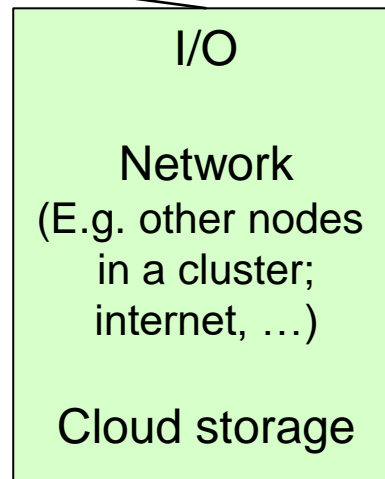 I/O
Network
(E.g. other nodes
in a cluster;
internet, …)
Cloud storage